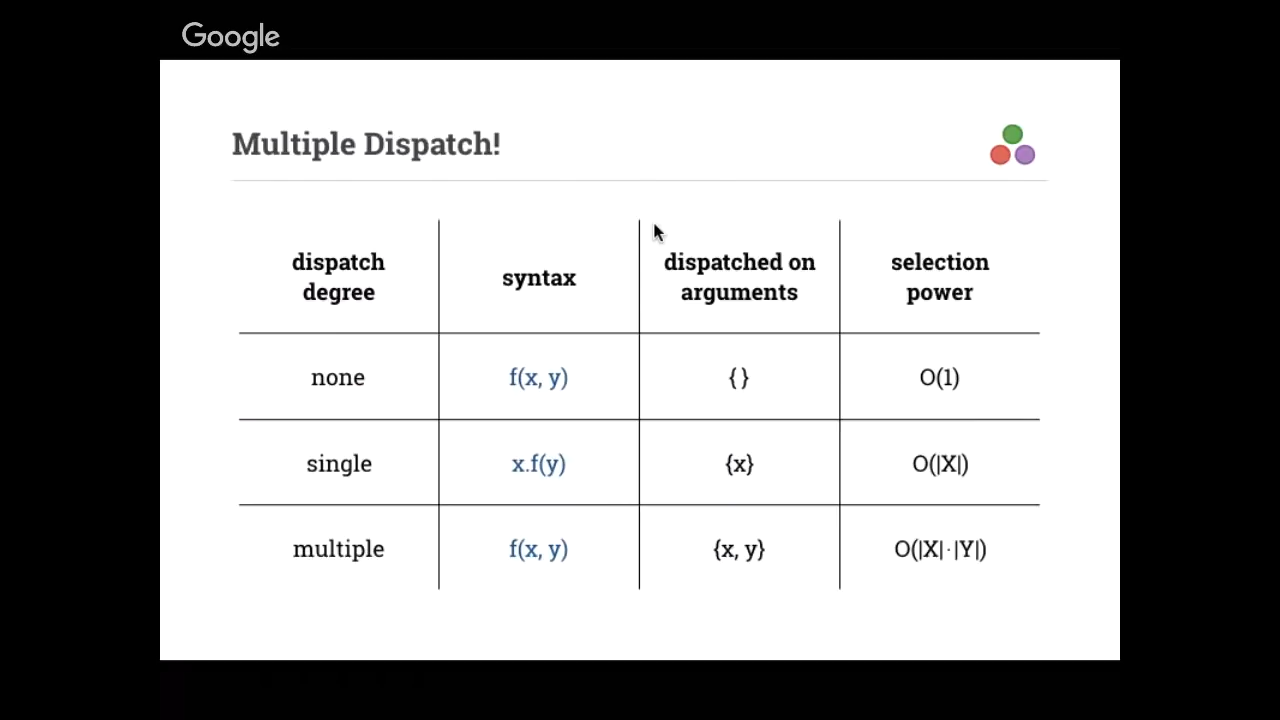 Google
Multiple Dispatch!
dispatch degree
syntax
dispatched on arguments
selection power
none
f(x, y)
{ }
O(1)
single
x.f(y)
{x}
O(|X|)
multiple
f(x, y)
{x, y}
O(|X|·|Y|)